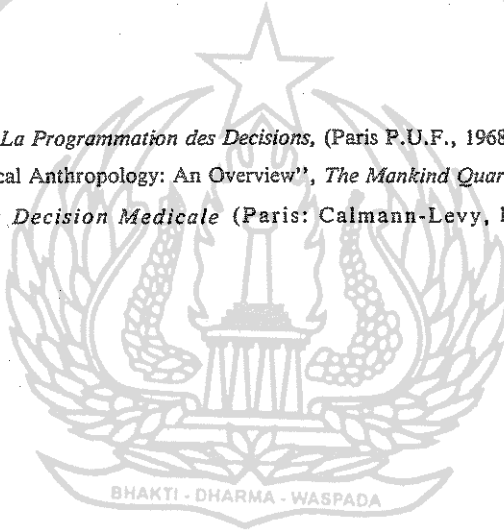 La Programmation des Decisions, (Paris P.U.F., 1968
cal Anthropology: An Overview", The Mankind Quar
Decision Medicale (Paris: Calmann-Levy,
BHAKTI - DHARMA - WASPADA